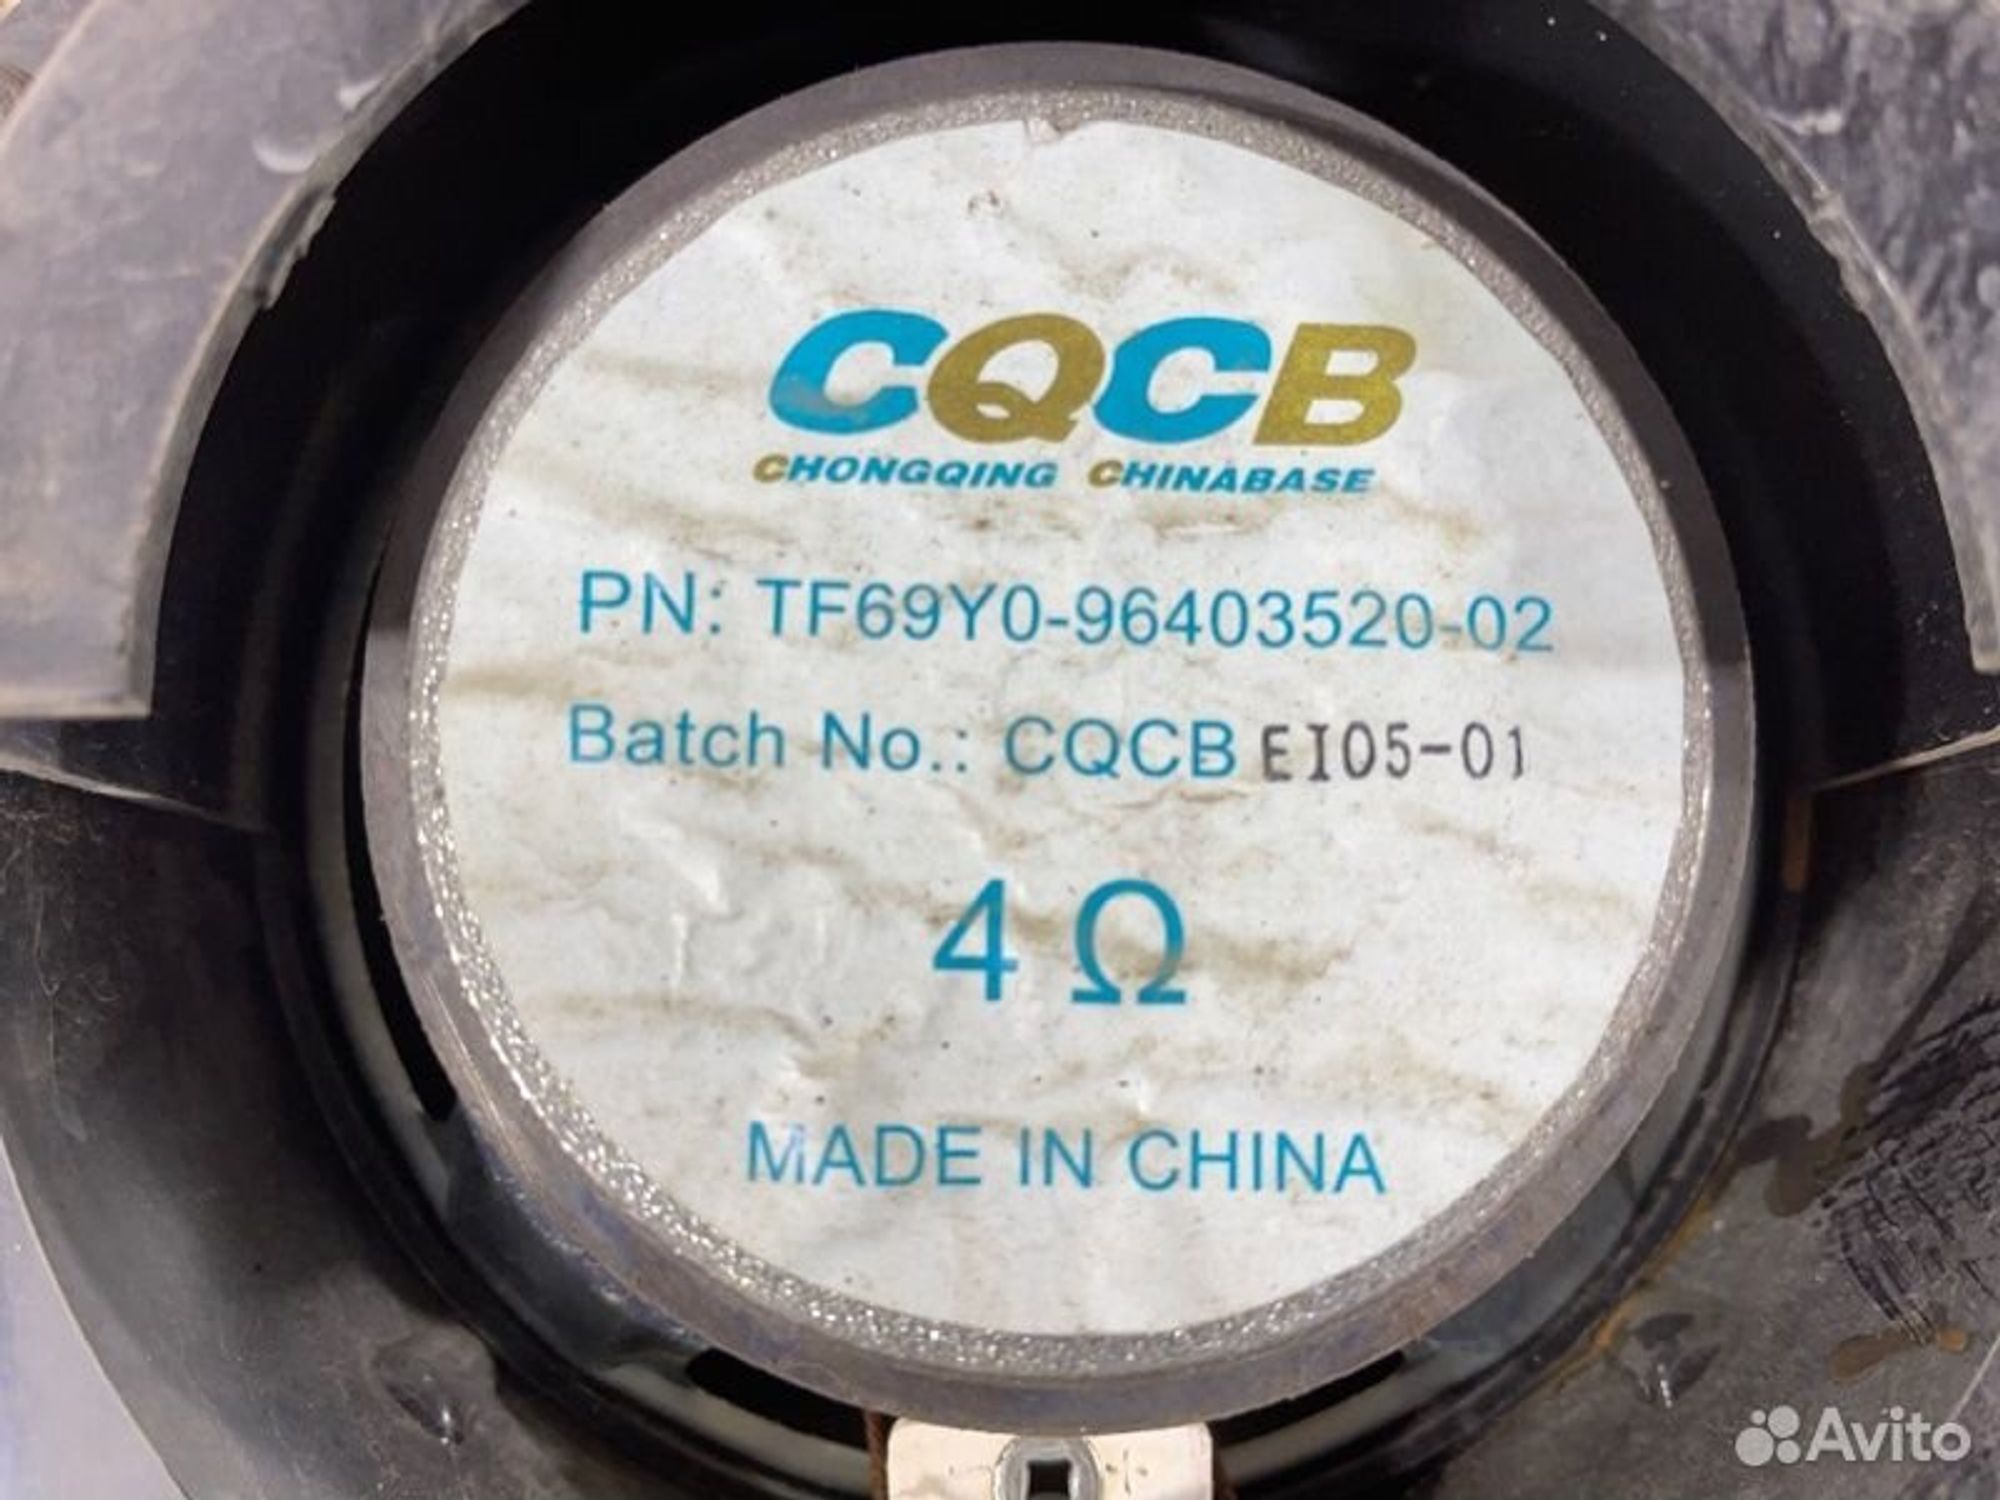 CQCB
CHONGQING CHINABASE
PN: TF69Y0-96403520-02
Batch No.: CQCB EI05-01
4 Ω
MADE IN CHINA
Avito